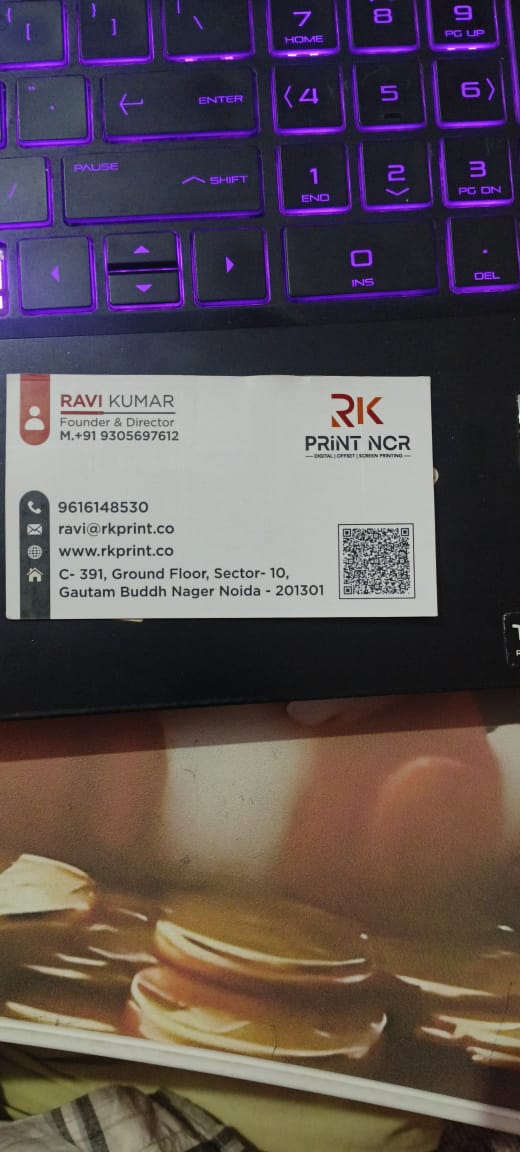 { [
} ]
| \
7 HOME
8
9 PG UP
" '
ENTER
4
5
6
/
PAUSE
SHIFT
1 END
2
3 PG DN
0 INS
. DEL
RAVI KUMAR
Founder & Director
M.+91 9305697612
RK
PRINT NCR
DIGITAL | OFFSET | SCREEN PRINTING
9616148530
ravi@rkprint.co
www.rkprint.co
C- 391, Ground Floor, Sector- 10,
Gautam Buddh Nager Noida - 201301